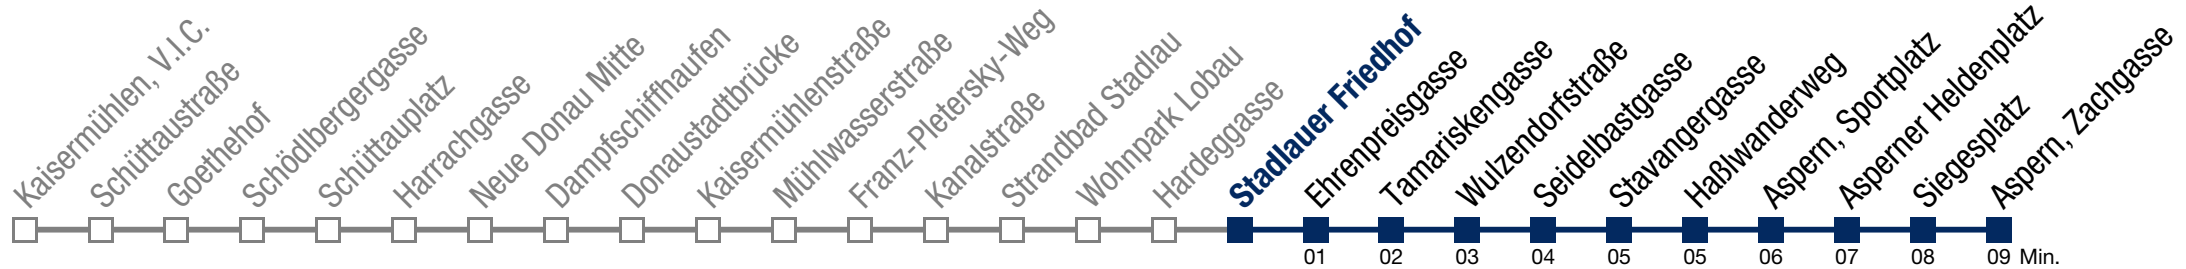 Kaisermühlen, V.I.C.
Schüttaustraße
Goethehof
Schödlbergergasse
Schüttauplatz
Harrachgasse
Neue Donau Mitte
Dampfschiffhaufen
Donaustadtbrücke
Kaisermühlenstraße
Mühlwasserstraße
Franz-Pletersky-Weg
Kanalstraße
Strandbad Stadlau
Wohnpark Lobau
Hardeggasse
Stadlauer Friedhof
Ehrenpreisgasse
Tamariskengasse
Wulzendorfstraße
Seidelbastgasse
Stavangergasse
Haßlwanderweg
Aspern, Sportplatz
Asperner Heldenplatz
Siegesplatz
Aspern, Zachgasse
01 02 03 04 05 05 06 07 08 09 Min.